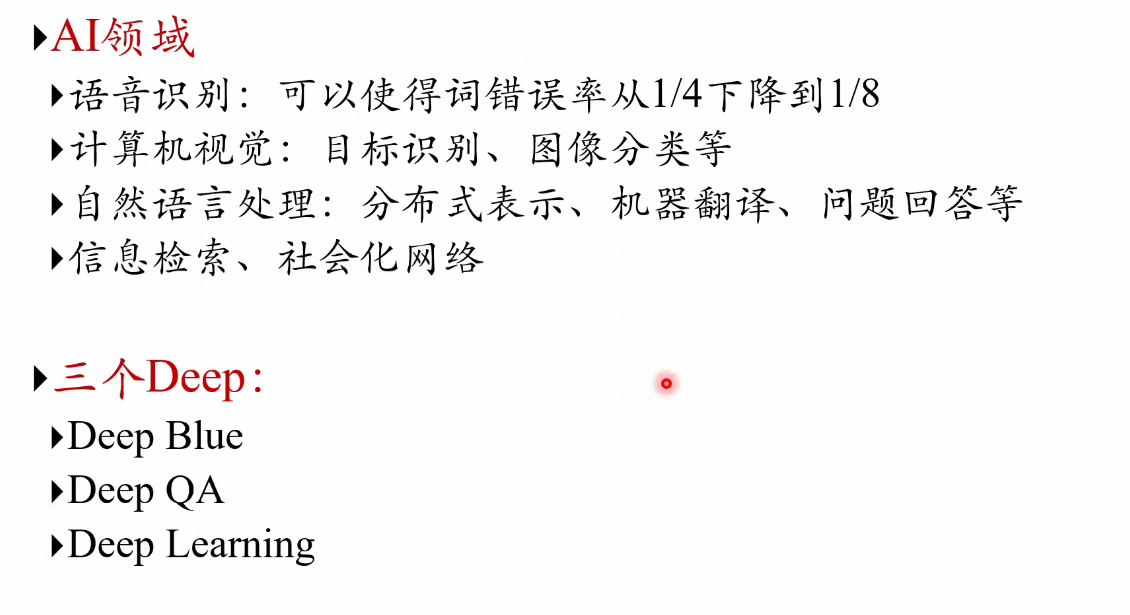 AI领域
语音识别：可以使得词错误率从1/4下降到1/8
计算机视觉：目标识别、图像分类等
自然语言处理：分布式表示、机器翻译、问题回答等
信息检索、社会化网络
三个Deep：
Deep Blue
Deep QA
Deep Learning